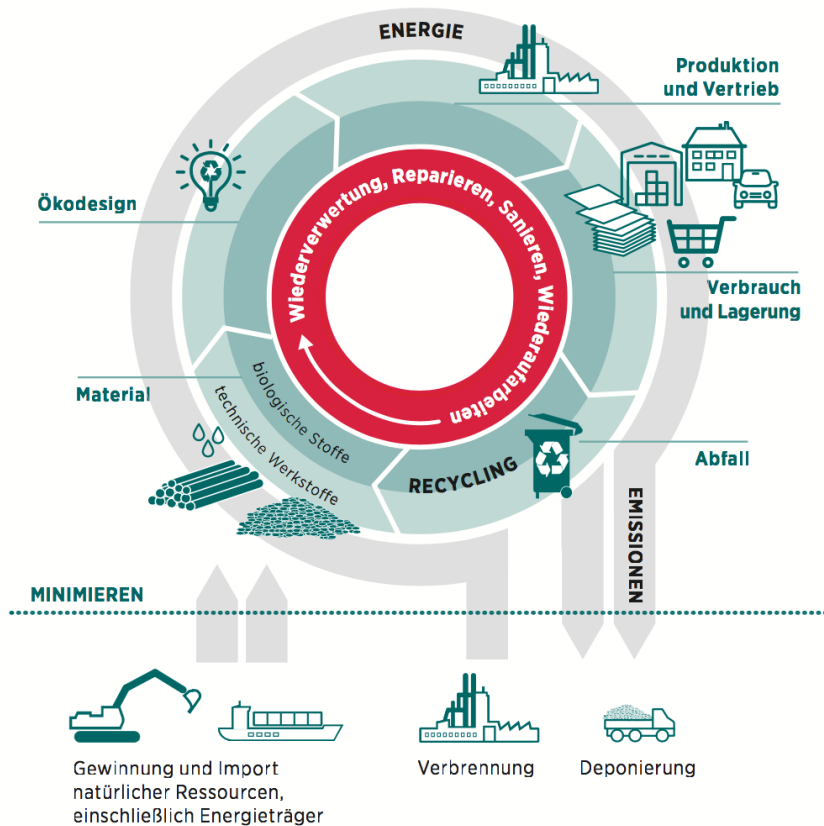 ENERGIE
Produktion
und Vertrieb
Ökodesign
Wiederverwertung, Reparieren, Sanieren, Wiederaufarbeiten
Verbrauch
und Lagerung
Material
biologische Stoffe
technische Werkstoffe
RECYCLING
Abfall
EMISSIONEN
MINIMIEREN
Gewinnung und Import
natürlicher Ressourcen,
einschließlich Energieträger
Verbrennung
Deponierung